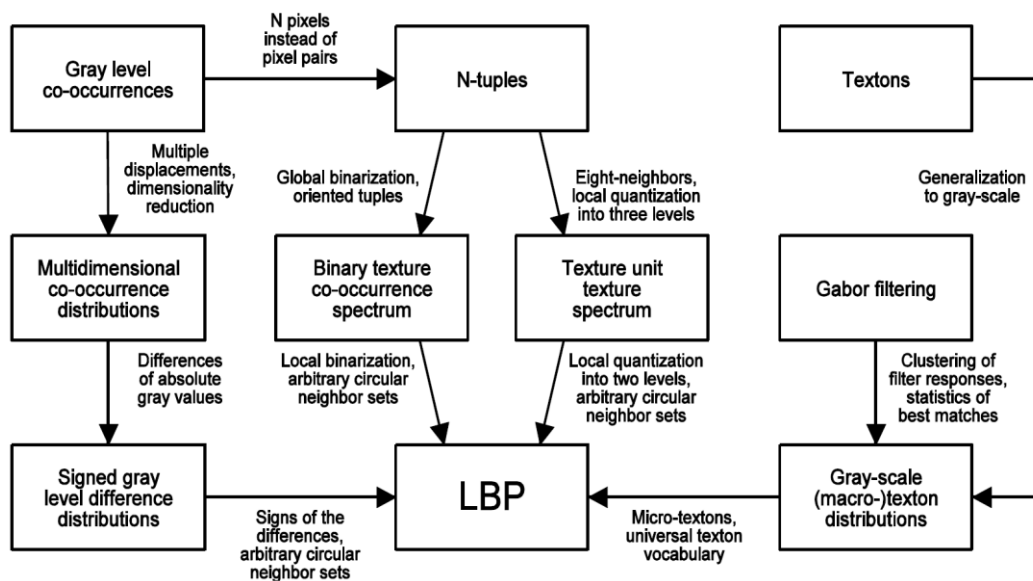 N pixels
instead of
pixel pairs
Gray level
co-occurrences
N-tuples
Textons
Multiple
displacements,
dimensionality
reduction
Global binarization,
oriented tuples
Eight-neighbors,
local quantization
into three levels
Generalization
to gray-scale
Multidimensional
co-occurrence
distributions
Binary texture
co-occurrence
spectrum
Texture unit
texture
spectrum
Gabor filtering
Differences
of absolute
gray values
Local binarization,
arbitrary circular
neighbor sets
Local quantization
into two levels,
arbitrary circular
neighbor sets
Clustering of
filter responses,
statistics of
best matches
Signed gray
level difference
distributions
LBP
Gray-scale
(macro-)texton
distributions
Signs of the
differences,
arbitrary circular
neighbor sets
Micro-textons,
universal texton
vocabulary